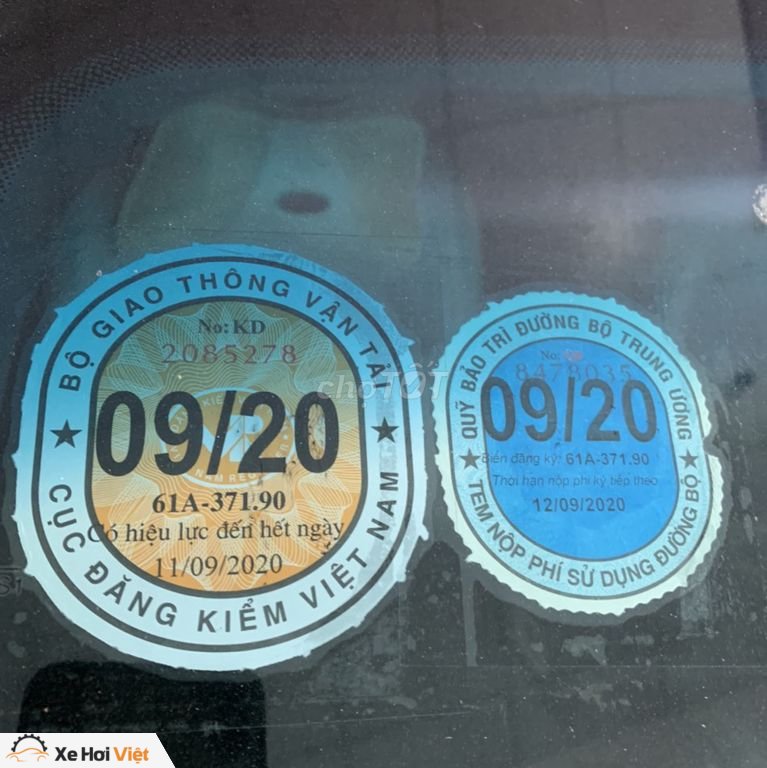 BỘ GIAO THÔNG VẬN TẢI
No: KD
2085278
09/20
61A-371.90
Có hiệu lực đến hết ngày
11/09/2020
CỤC ĐĂNG KIỂM VIỆT NAM
QUỸ BẢO TRÌ ĐƯỜNG BỘ TRUNG ƯƠNG
No:
8478035
09/20
Biển đăng ký: 61A-371.90
Thời hạn nộp phí kỳ tiếp theo
12/09/2020
TEM NỘP PHÍ SỬ DỤNG ĐƯỜNG BỘ
choTỐT
Xe Hơi Việt